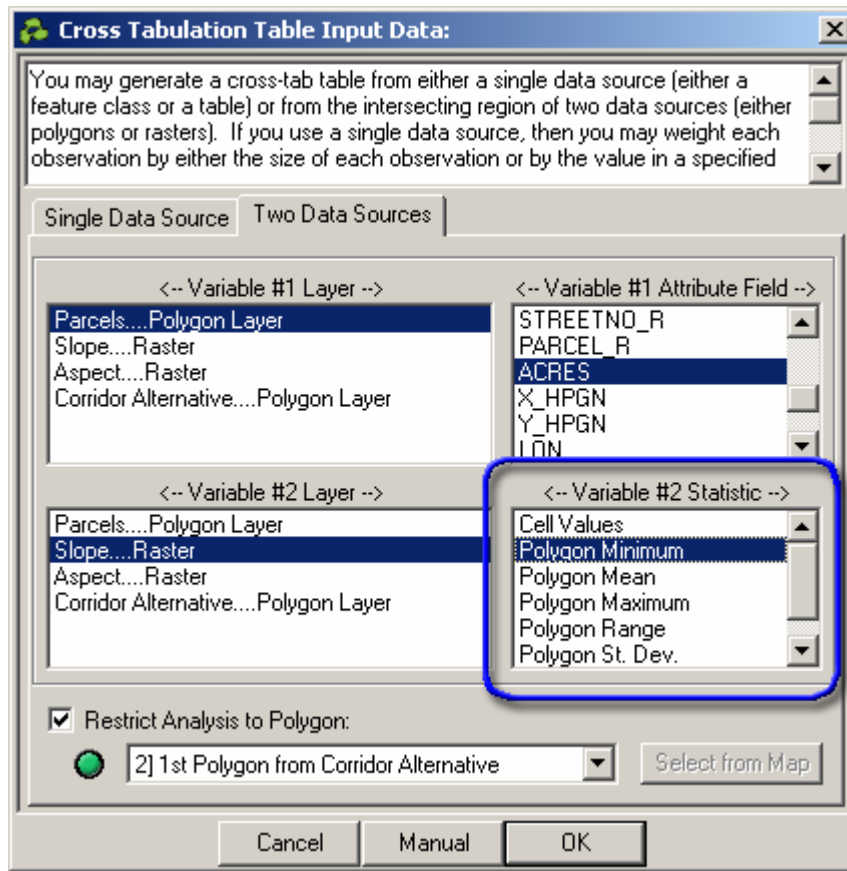 Cross Tabulation Table Input Data:
You may generate a cross-tab table from either a single data source (either a
feature class or a table) or from the intersecting region of two data sources (either
polygons or rasters).  If you use a single data source, then you may weight each
observation by either the size of each observation or by the value in a specified
Single Data Source
Two Data Sources
<-- Variable #1 Layer -->
Parcels....Polygon Layer
Slope....Raster
Aspect....Raster
Corridor Alternative....Polygon Layer
<-- Variable #1 Attribute Field -->
STREETNO_R
PARCEL_R
ACRES
X_HPGN
Y_HPGN
LON
<-- Variable #2 Layer -->
Parcels....Polygon Layer
Slope....Raster
Aspect....Raster
Corridor Alternative....Polygon Layer
<-- Variable #2 Statistic -->
Cell Values
Polygon Minimum
Polygon Mean
Polygon Maximum
Polygon Range
Polygon St. Dev.
Restrict Analysis to Polygon:
2] 1st Polygon from Corridor Alternative
Select from Map
Cancel
Manual
OK